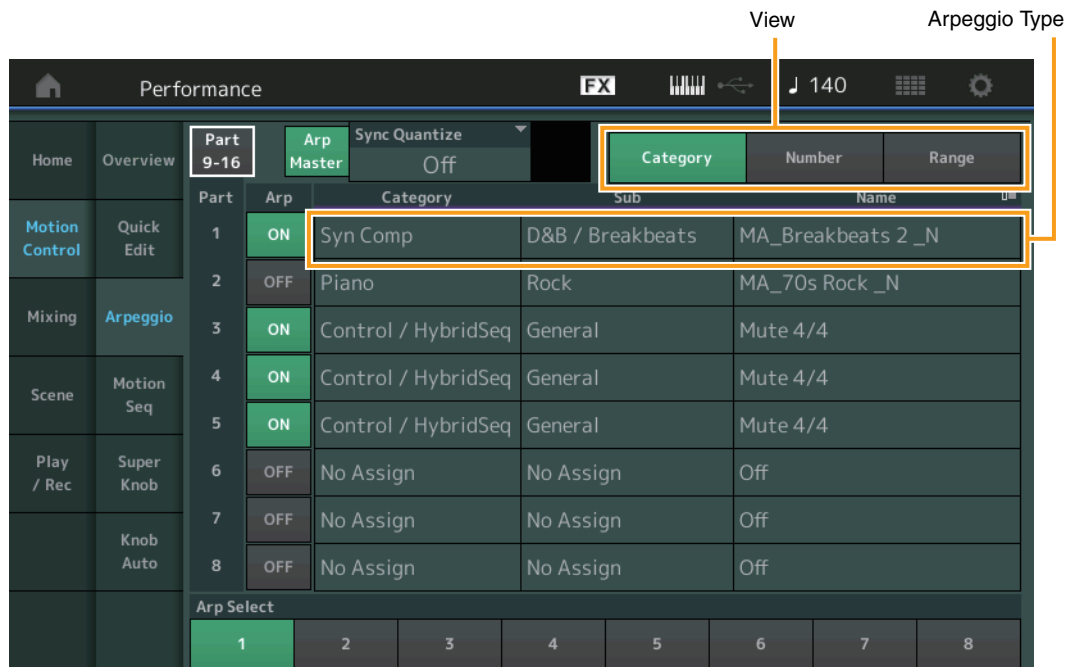 View Arpeggio Type
Performance FX 140
Home Overview Part 9-16 Arp Master Sync Quantize Off Category Number Range
Part Arp Category Sub Name
Motion Control Quick Edit 1 ON Syn Comp D&B / Breakbeats MA_Breakbeats 2 _N
2 OFF Piano Rock MA_70s Rock _N
Mixing Arpeggio 3 ON Control / HybridSeq General Mute 4/4
Scene Motion Seq 4 ON Control / HybridSeq General Mute 4/4
5 ON Control / HybridSeq General Mute 4/4
Play / Rec Super Knob 6 OFF No Assign No Assign Off
7 OFF No Assign No Assign Off
Knob Auto 8 OFF No Assign No Assign Off
Arp Select
1 2 3 4 5 6 7 8